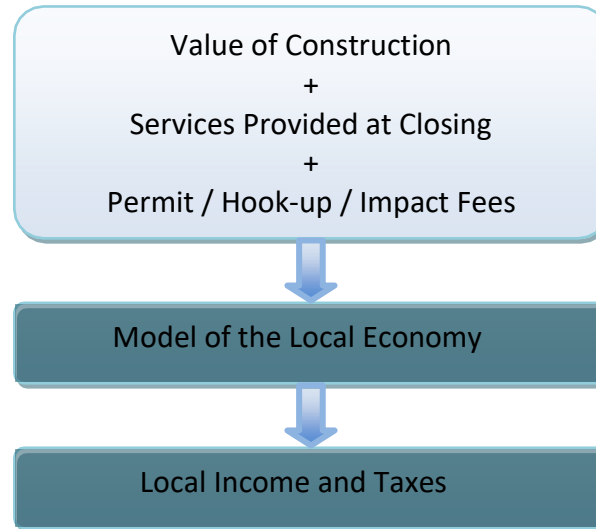 Value of Construction
+
Services Provided at Closing
+
Permit / Hook-up / Impact Fees
Model of the Local Economy
Local Income and Taxes